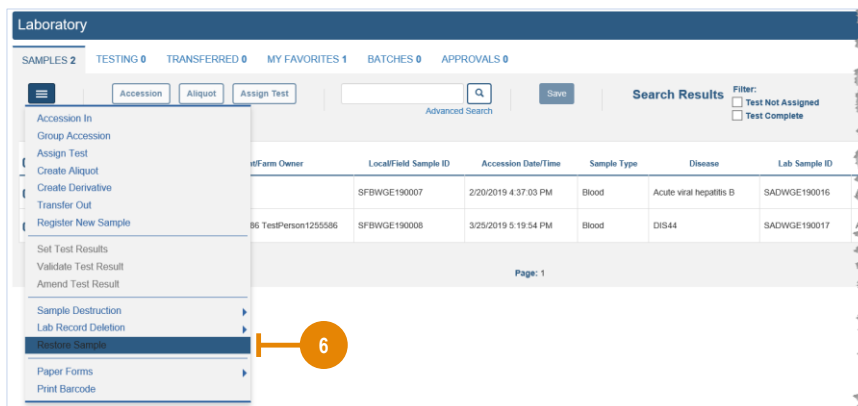 Laboratory
SAMPLES 2 TESTING 0 TRANSFERRED 0 MY FAVORITES 1 BATCHES 0 APPROVALS 0
Accession Aliquot Assign Test Save Search Results Filter:
Test Not Assigned
Advanced Search
Test Complete
Accession In
Group Accession
Assign Test
Create Aliquot
Create Derivative
Transfer Out
Register New Sample
Set Test Results
Validate Test Result
Amend Test Result
Sample Destruction
Lab Record Deletion
Restore Sample
Paper Forms
Print Barcode
t/Farm Owner Local/Field Sample ID Accession Date/Time Sample Type Disease Lab Sample ID
SFBWGE190007 2/20/2019 4:37:03 PM Blood Acute viral hepatitis B SADWGE190016
86 TestPerson1255586 SFBWGE190008 3/25/2019 5:19:54 PM Blood DIS44 SADWGE190017
Page: 1
6